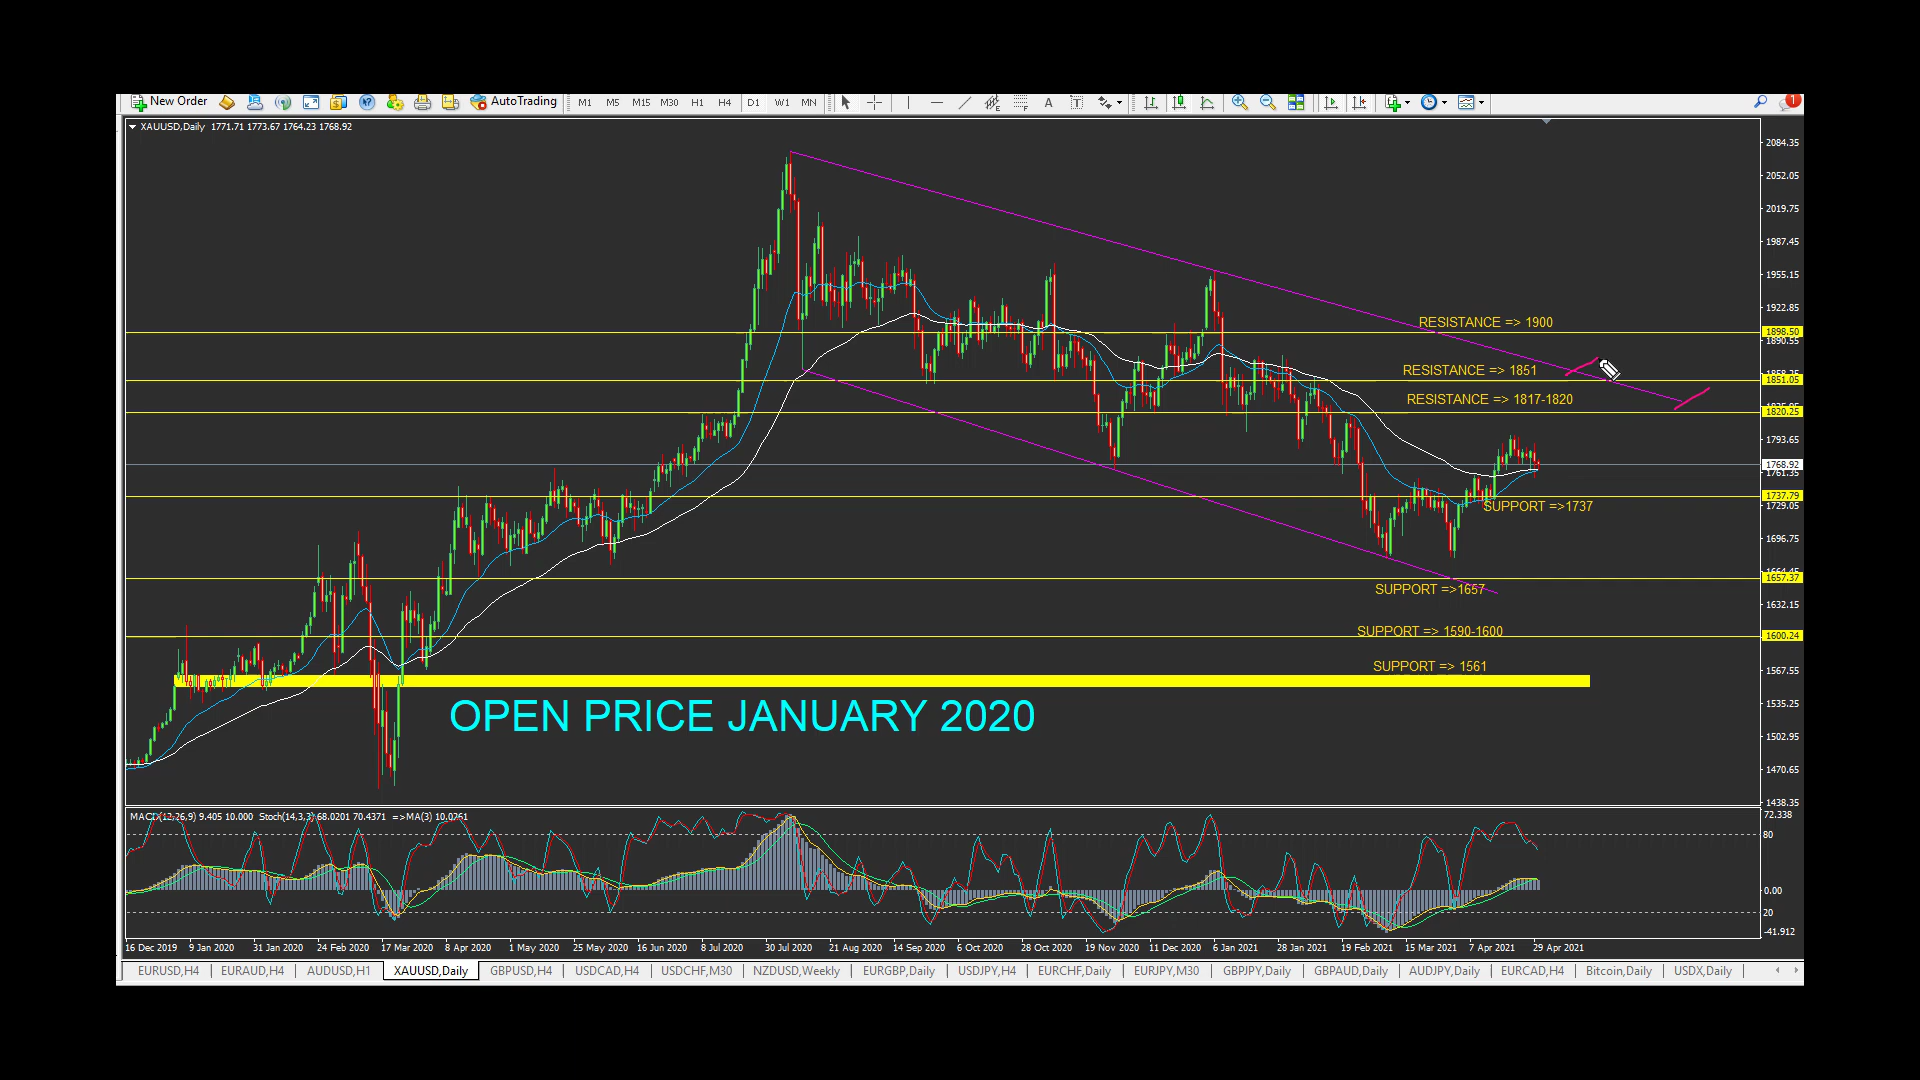 New Order AutoTrading M1 M5 M15 M30 H1 H4 D1 W1 MN A T 1
XAUUSD,Daily 1771.71 1773.67 1764.23 1768.92
2084.35
2052.05
2019.75
1987.45
1955.15
1922.85
RESISTANCE => 1900
1898.50
1890.55
RESISTANCE => 1851
1851.05
RESISTANCE => 1817-1820
1820.25
1793.65
1768.92
1761.35
1737.79
SUPPORT =>1737
1729.05
1696.75
1657.37
SUPPORT =>1657
1632.15
SUPPORT => 1590-1600
1600.24
SUPPORT => 1561
1567.55
OPEN PRICE JANUARY 2020
1535.25
1502.95
1470.65
1438.35
MACD(12,26,9) 9.405 10.000 Stoch(14,3,3) 68.0201 70.4371 =>MA(3) 10.0761
72.338
80
0.00
20
-41.912
16 Dec 2019 9 Jan 2020 31 Jan 2020 24 Feb 2020 17 Mar 2020 8 Apr 2020 1 May 2020 25 May 2020 16 Jun 2020 8 Jul 2020 30 Jul 2020 21 Aug 2020 14 Sep 2020 6 Oct 2020 28 Oct 2020 19 Nov 2020 11 Dec 2020 6 Jan 2021 28 Jan 2021 19 Feb 2021 15 Mar 2021 7 Apr 2021 29 Apr 2021
EURUSD,H4 EURAUD,H4 AUDUSD,H1 XAUUSD,Daily GBPUSD,H4 USDCAD,H4 USDCHF,M30 NZDUSD,Weekly EURGBP,Daily USDJPY,H4 EURCHF,Daily EURJPY,M30 GBPJPY,Daily GBPAUD,Daily AUDJPY,Daily EURCAD,H4 Bitcoin,Daily USDX,Daily